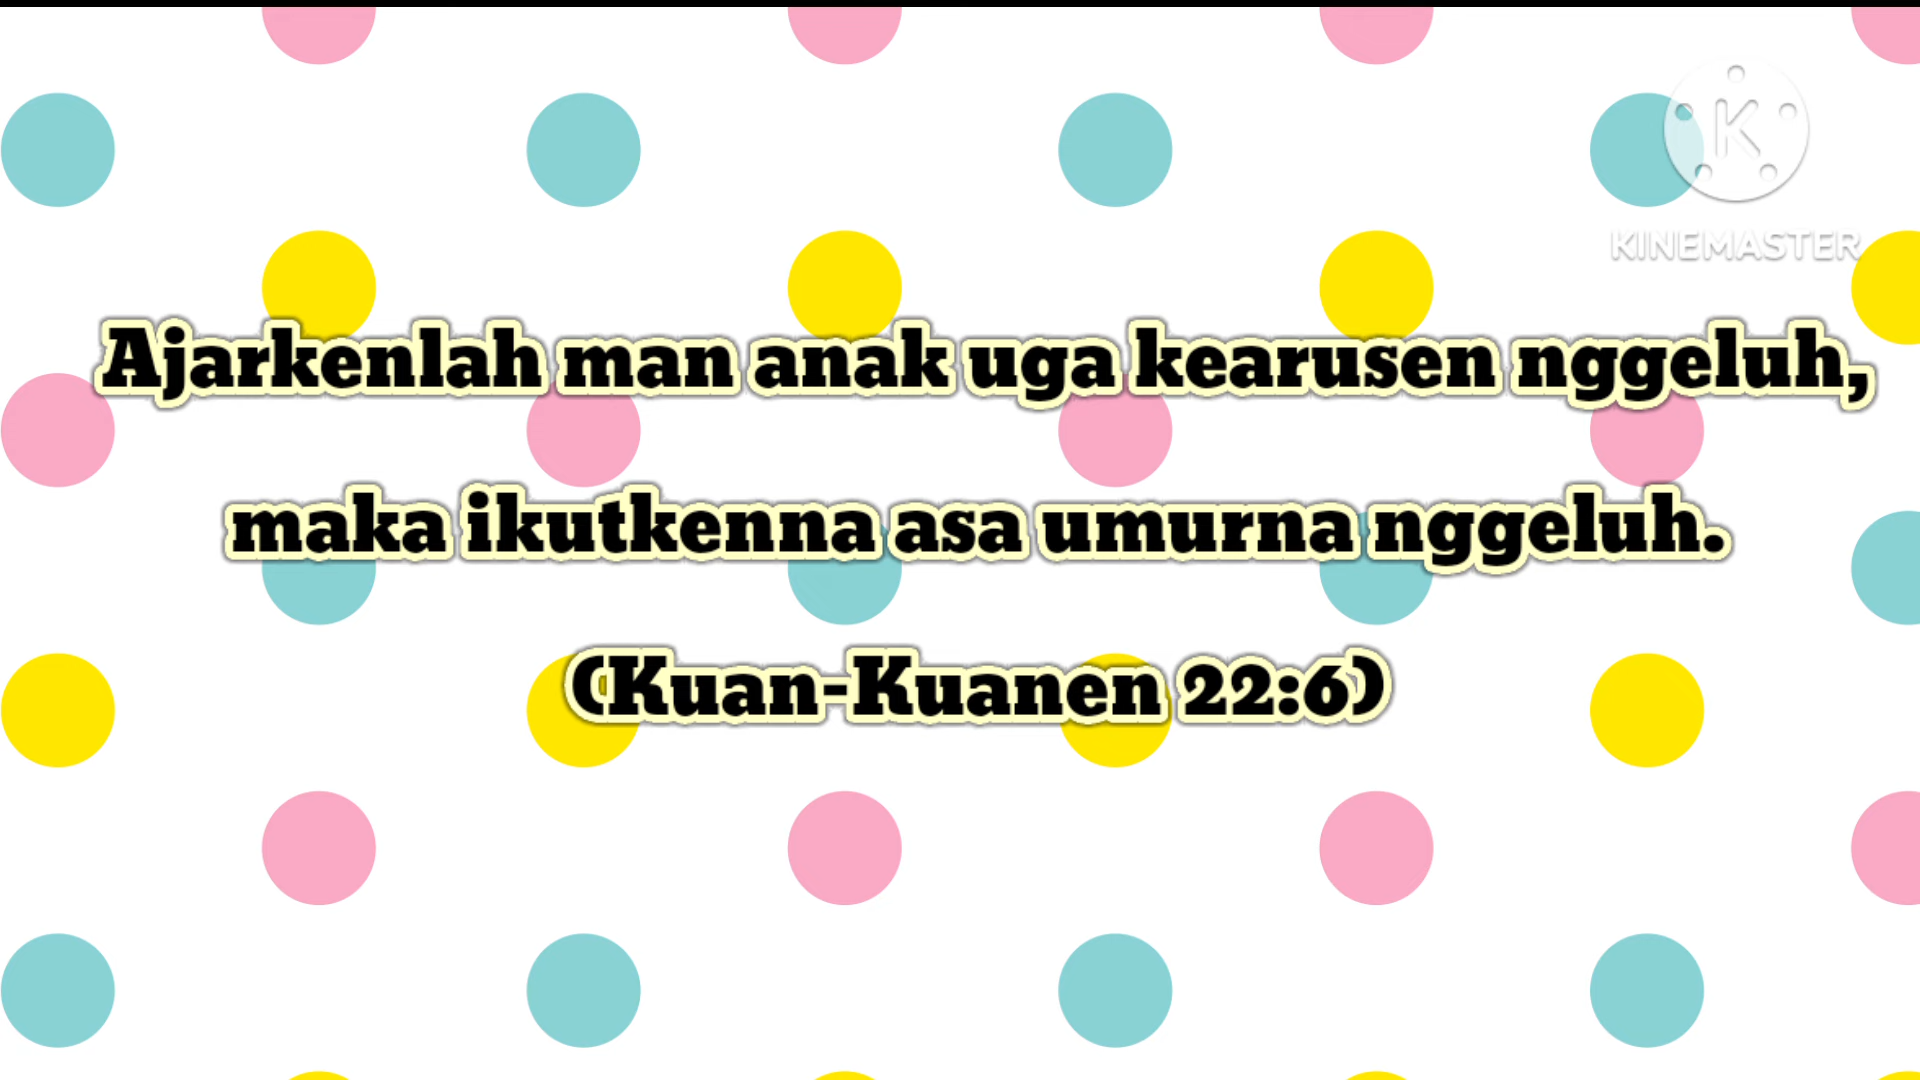 K
KINEMASTER
Ajarkenlah man anak uga kearusen nggeluh,
maka ikutkenna asa umurna nggeluh.
(Kuan-Kuanen 22:6)